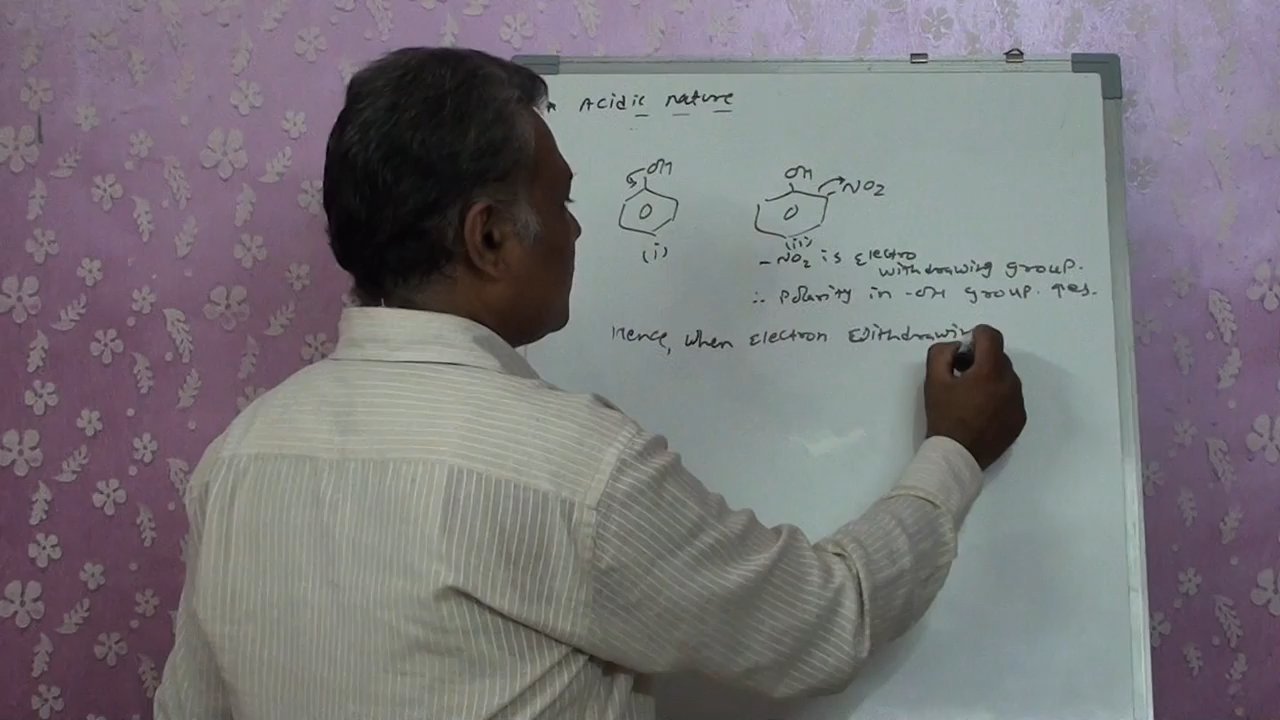 Acidic Nature
OH OH
NO2
(i) (ii)
- NO2 is Electro
withdrawing group.
∴ Polarity in -OH group ↑es.
Hence, when Electron Withdrawin